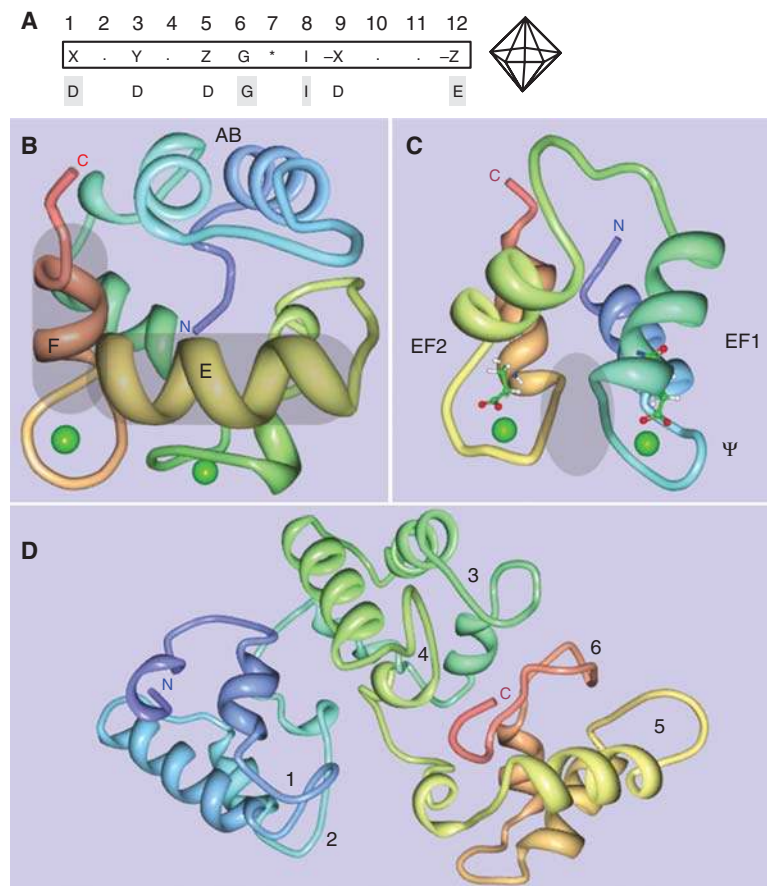 A
1 2 3 4 5 6 7 8 9 10 11 12
X . Y . Z G * I –X . . –Z
D D D G I D E
B
AB
C
F
N
E
C
C
N
EF2
EF1
Ψ
D
3
4
6
N
C
5
1
2